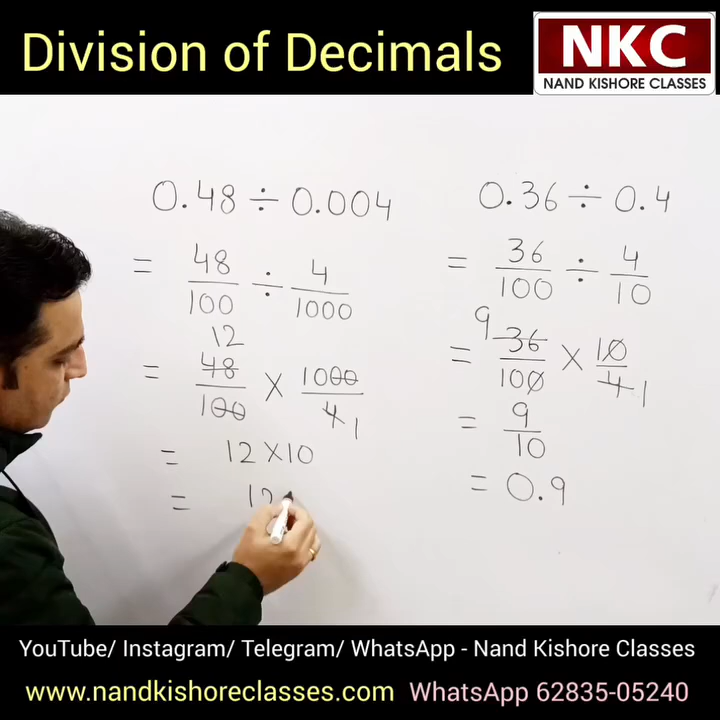 Division of Decimals
NKC
NAND KISHORE CLASSES
0.48 ÷ 0.004
= 48/100 ÷ 4/1000
12
= 48/100 × 1000/4 1
= 12 × 10
= 12
0.36 ÷ 0.4
= 36/100 ÷ 4/10
9
= 36/100 × 10/4 1
= 9/10
= 0.9
YouTube/ Instagram/ Telegram/ WhatsApp - Nand Kishore Classes
www.nandkishoreclasses.com WhatsApp 62835-05240